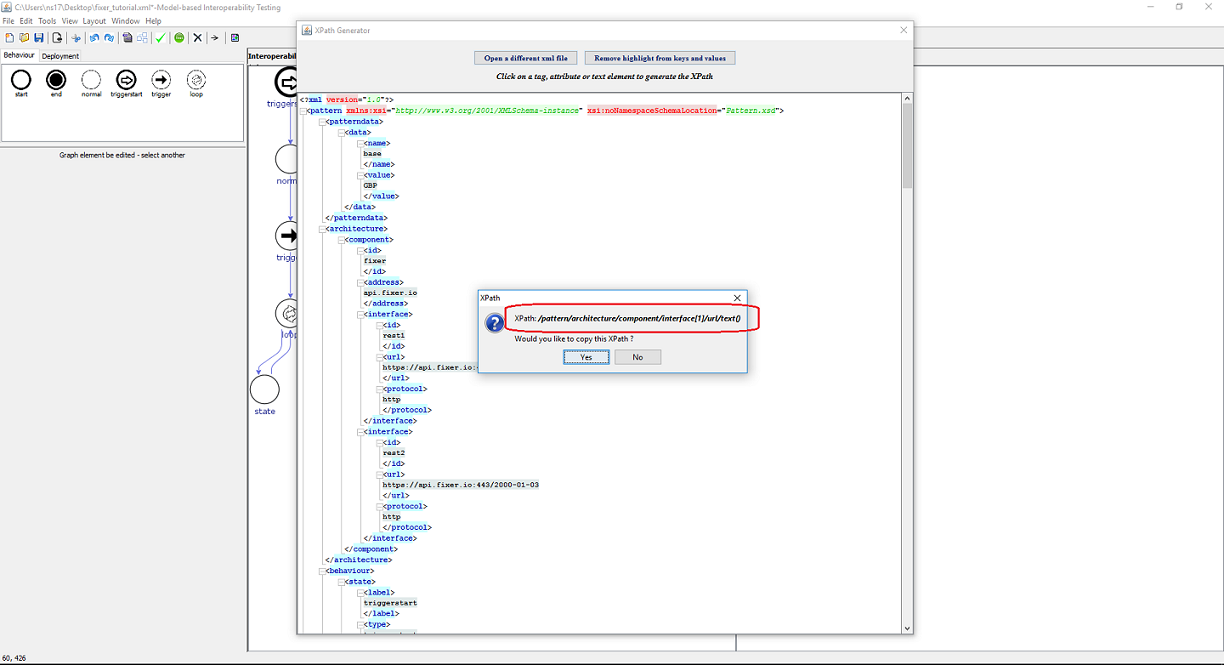 C:\Users\ns17\Desktop\fixer_tutorial.xml*-Model-based Interoperability Testing
File Edit Tools View Layout Window Help
Behaviour Deployment
start end normal triggerstart trigger loop
Graph element be edited - select another
Interoperabil
triggers
norm
trigge
loop
state
XPath Generator
Open a different xml file Remove highlight from keys and values
Click on a tag, attribute or text element to generate the XPath
<?xml version="1.0"?>
<pattern xmlns:xsi="http://www.w3.org/2001/XMLSchema-instance" xsi:noNamespaceSchemaLocation="Pattern.xsd">
<patterndata>
<data>
<name>
base
</name>
<value>
GBP
</value>
</data>
</patterndata>
<architecture>
<component>
<id>
fixer
</id>
<address>
api.fixer.io
</address>
<interface>
<id>
rest1
</id>
<url>
https://api.fixer.io:
</url>
<protocol>
http
</protocol>
</interface>
<interface>
<id>
rest2
</id>
<url>
https://api.fixer.io:443/2000-01-03
</url>
<protocol>
http
</protocol>
</interface>
</component>
</architecture>
<behaviour>
<state>
<label>
triggerstart
</label>
<type>
XPath
XPath: /pattern/architecture/component/interface[1]/url/text()
Would you like to copy this XPath ?
Yes No
60, 426